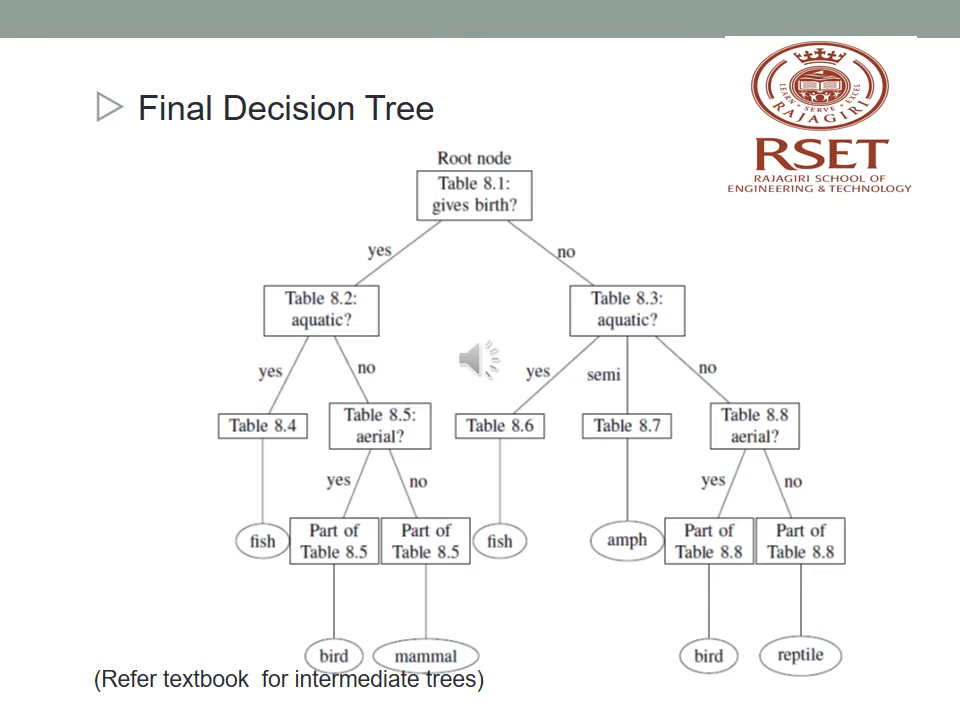 Final Decision Tree
LEARN • SERVE • EXCEL
RAJAGIRI
RSET
RAJAGIRI SCHOOL OF
ENGINEERING & TECHNOLOGY
Root node
Table 8.1:
gives birth?
yes
no
Table 8.2:
aquatic?
Table 8.3:
aquatic?
yes
no
yes
semi
no
Table 8.4
Table 8.5:
aerial?
Table 8.6
Table 8.7
Table 8.8
aerial?
yes
no
yes
no
fish
Part of
Table 8.5
Part of
Table 8.5
fish
amph
Part of
Table 8.8
Part of
Table 8.8
bird
mammal
bird
reptile
(Refer textbook  for intermediate trees)